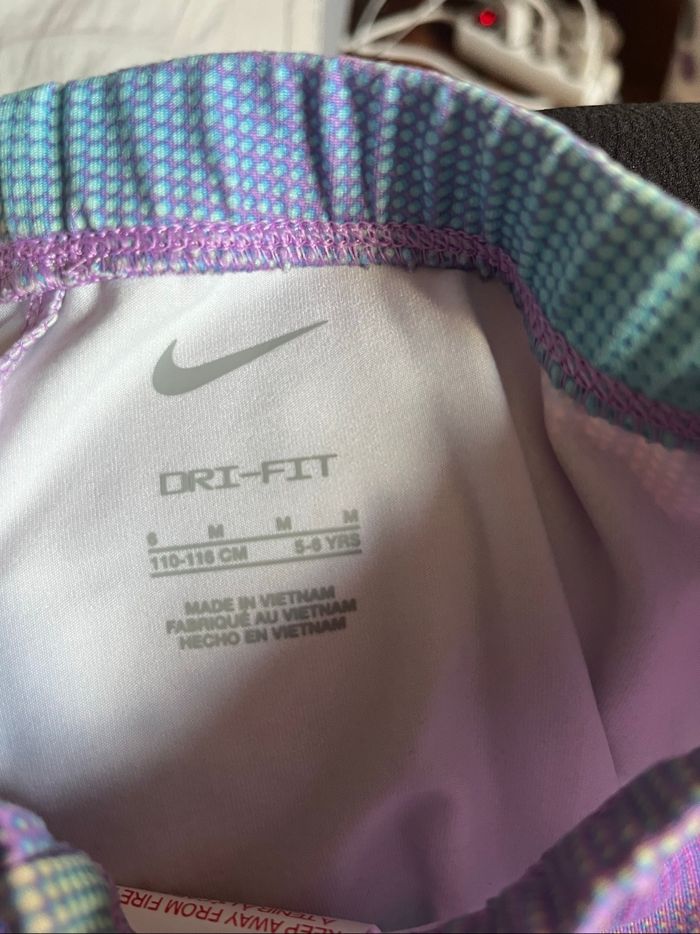 DRI-FIT
6 M M M
110-116 CM 5-6 YRS
MADE IN VIETNAM
FABRIQUÉ AU VIETNAM
HECHO EN VIETNAM
KEEP AWAY FROM FIRE